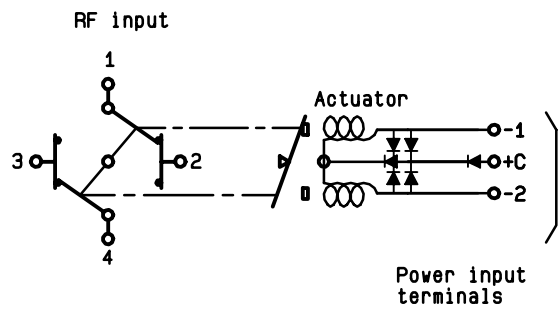 RF input
1
Actuator
-1
3
2
+C
-2
4
Power input
terminals